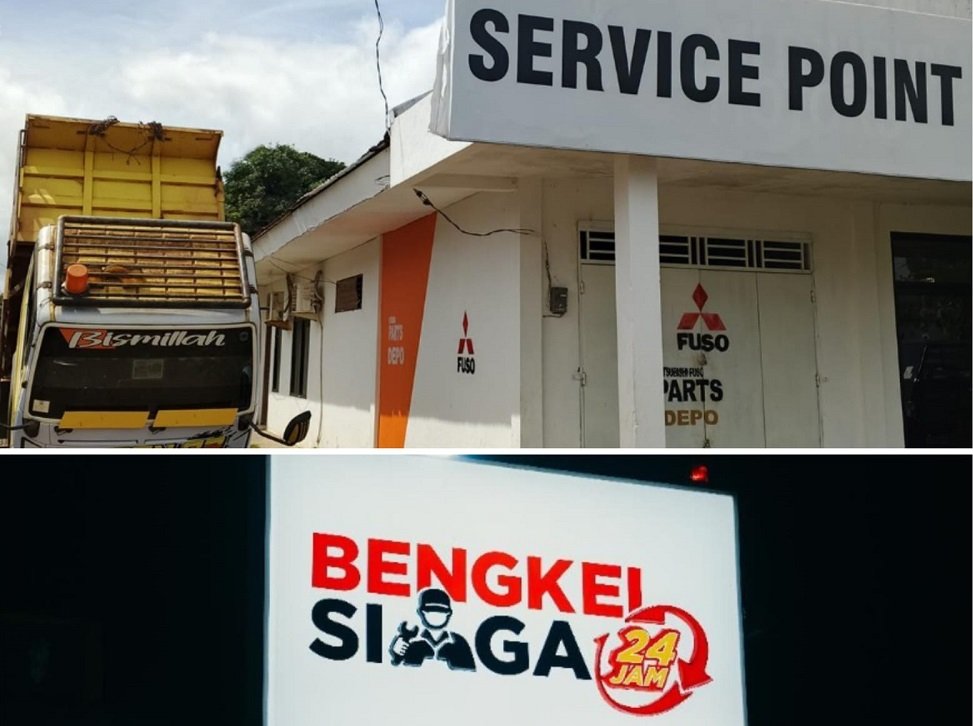 SERVICE POINT
Bismillah
PARTS
DEPO
FUSO
FUSO
PARTS
DEPO
BENGKEL
SIAGA
24
JAM